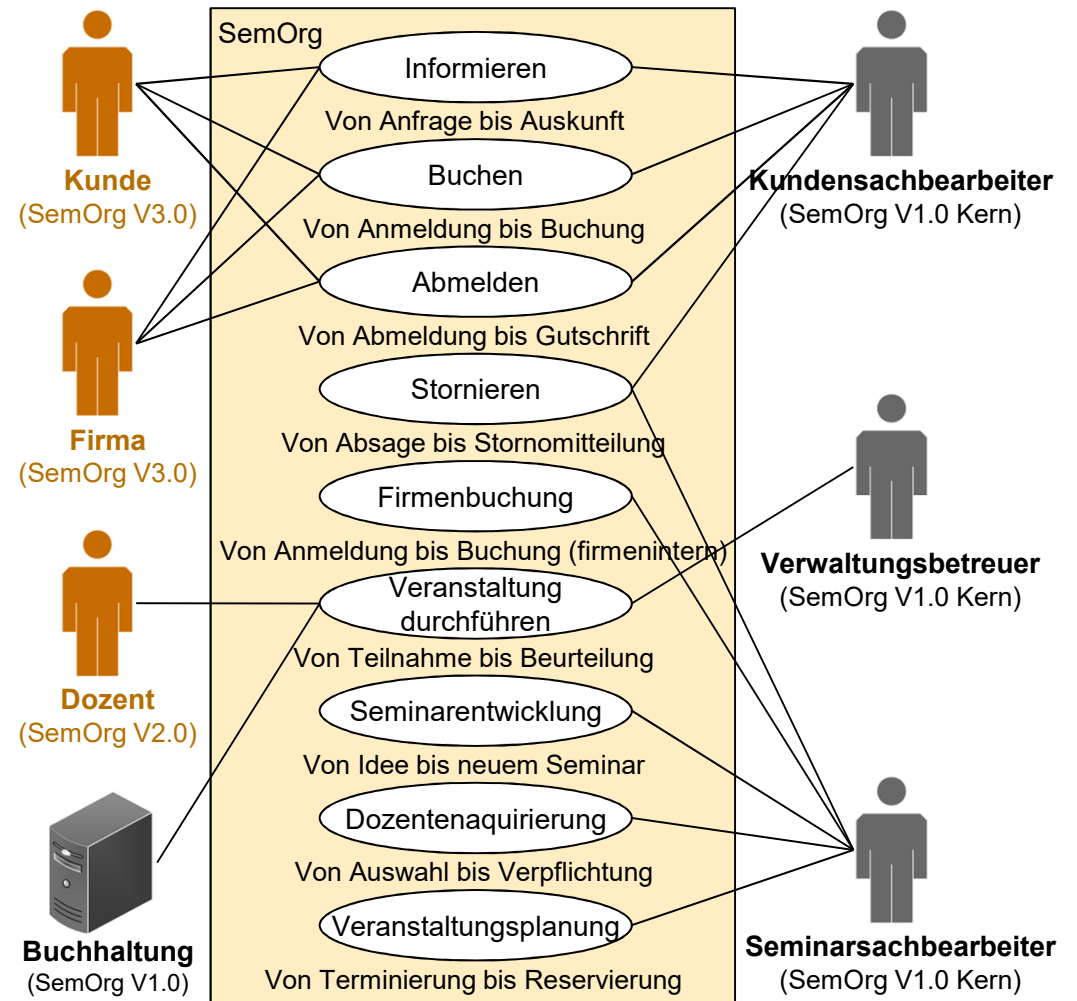 SemOrg
Informieren
Von Anfrage bis Auskunft
Buchen
Von Anmeldung bis Buchung
Abmelden
Von Abmeldung bis Gutschrift
Stornieren
Von Absage bis Stornomitteilung
Firmenbuchung
Von Anmeldung bis Buchung (firmenintern)
Veranstaltung
durchführen
Von Teilnahme bis Beurteilung
Seminarentwicklung
Von Idee bis neuem Seminar
Dozentenaquirierung
Von Auswahl bis Verpflichtung
Veranstaltungsplanung
Von Terminierung bis Reservierung
Kunde
(SemOrg V3.0)
Firma
(SemOrg V3.0)
Dozent
(SemOrg V2.0)
Buchhaltung
(SemOrg V1.0)
Kundensachbearbeiter
(SemOrg V1.0 Kern)
Verwaltungsbetreuer
(SemOrg V1.0 Kern)
Seminarsachbearbeiter
(SemOrg V1.0 Kern)